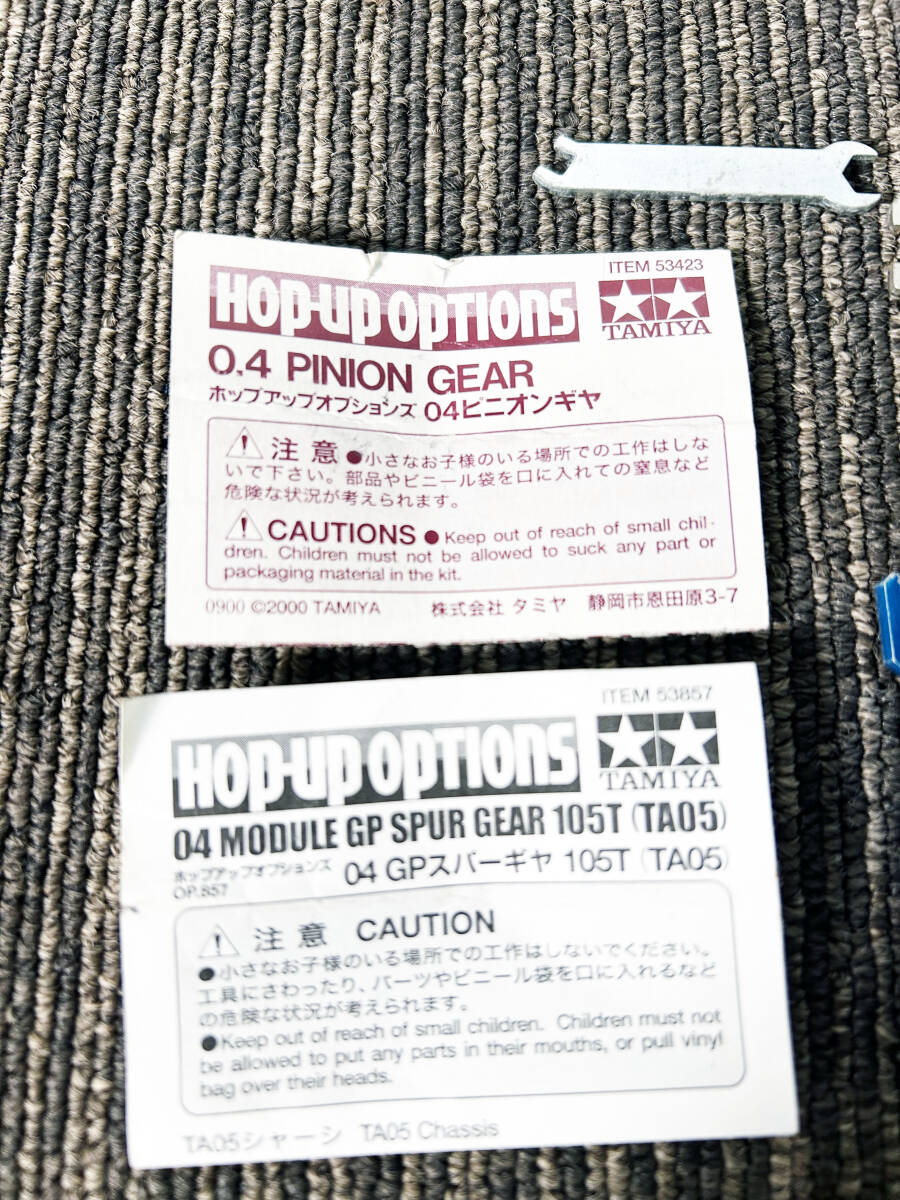 ITEM 53423
HOP-UP OPTIONS
TAMIYA
0.4 PINION GEAR
ホップアップオプションズ 04ピニオンギヤ
注意 ●小さなお子様のいる場所での工作はしな
いで下さい。部品やビニール袋を口に入れての窒息など
危険な状況が考えられます。
CAUTIONS ● Keep out of reach of small chil-
dren. Children must not be allowed to suck any part or
packaging material in the kit.
0900 ©2000 TAMIYA 株式会社 タミヤ 静岡市恩田原3-7
ITEM 53857
HOP-UP OPTIONS
TAMIYA
04 MODULE GP SPUR GEAR 105T (TA05)
ホップアップオプションズ
OP.857
04 GPスパーギヤ 105T (TA05)
注意 CAUTION
●小さなお子様のいる場所での工作はしないでください。
工具にさわったり、パーツやビニール袋を口に入れるなど
の危険な状況が考えられます。
●Keep out of reach of small children. Children must not
be allowed to put any parts in their mouths, or pull vinyl
bag over their heads.
TA05シャーシ TA05 Chassis